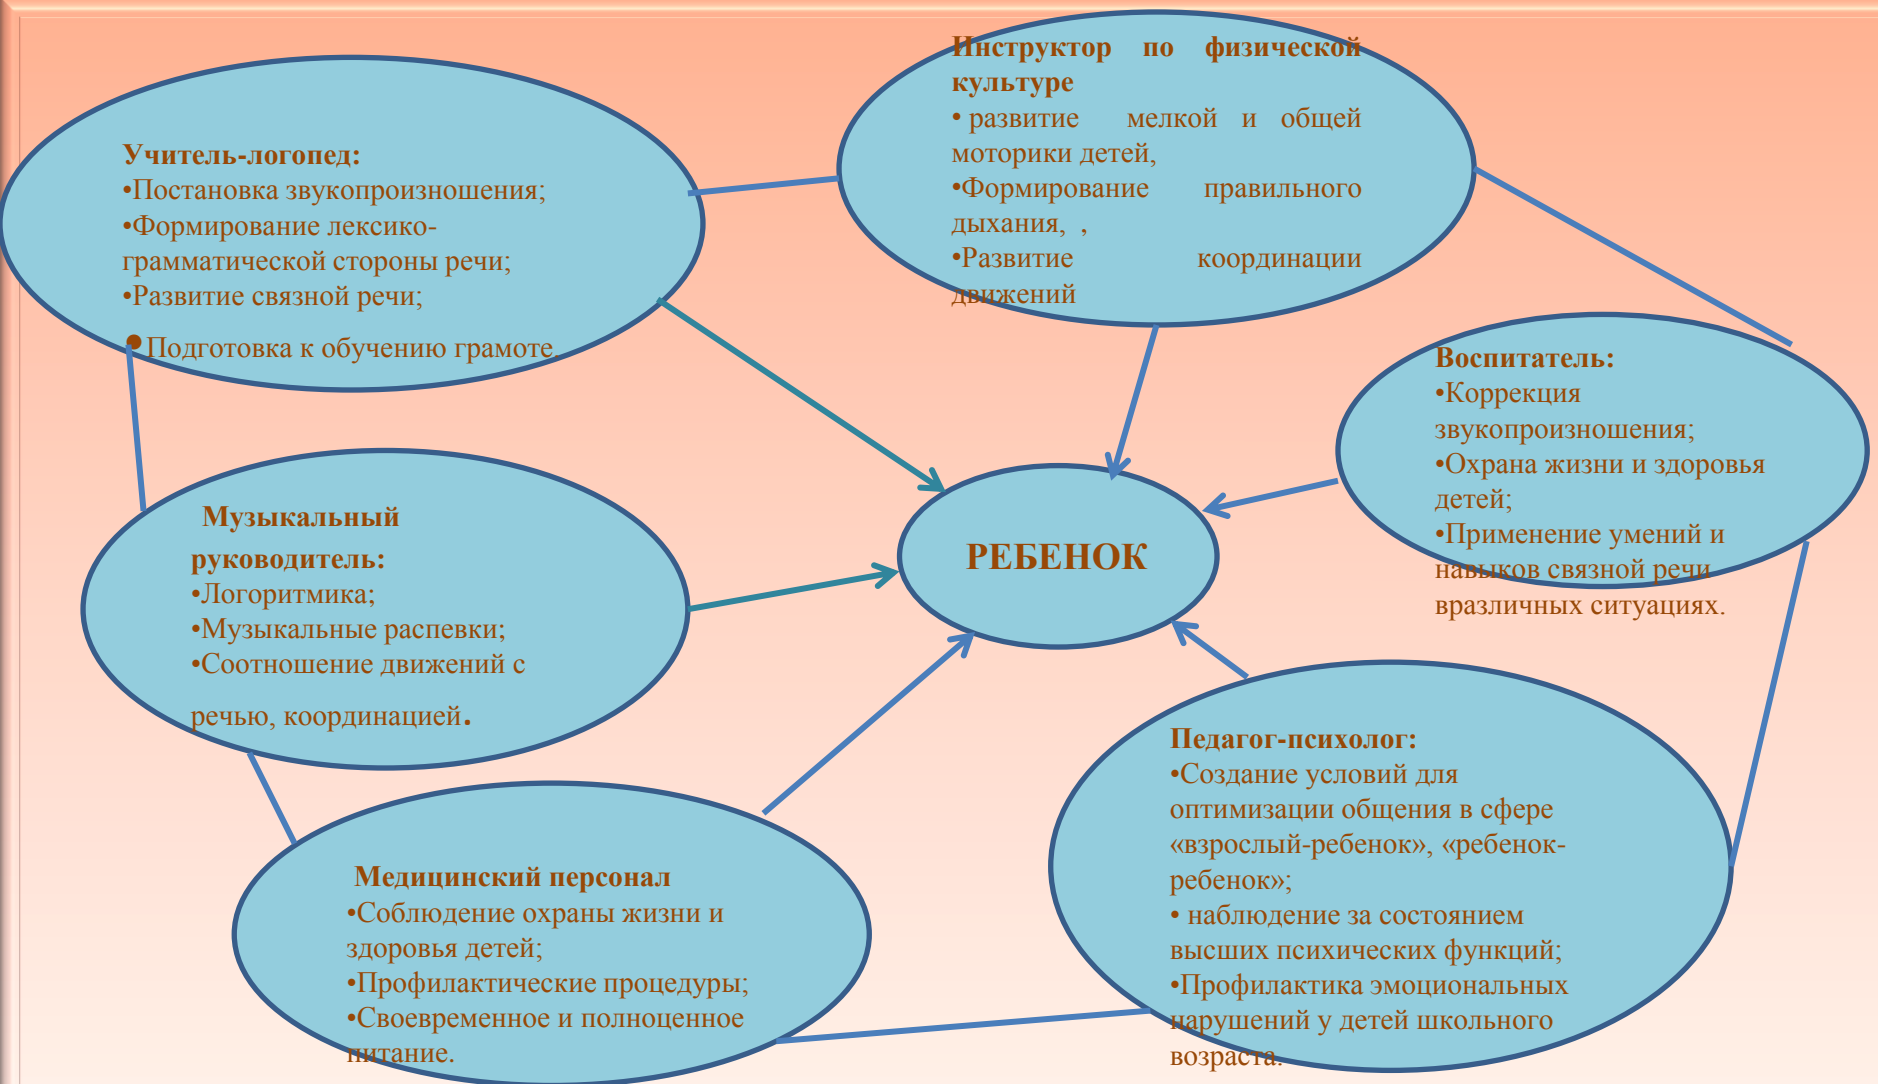 Учитель-логопед:
•Постановка звукопроизношения;
•Формирование лексико-
грамматической стороны речи;
•Развитие связной речи;
•Подготовка к обучению грамоте.
Инструктор по физической
культуре
• развитие мелкой и общей
моторики детей,
•Формирование правильного
дыхания, ,
•Развитие координации
движений
Воспитатель:
•Коррекция
звукопроизношения;
•Охрана жизни и здоровья
детей;
•Применение умений и
навыков связной речи
вразличных ситуациях.
РЕБЕНОК
Музыкальный
руководитель:
•Логоритмика;
•Музыкальные распевки;
•Соотношение движений с
речью, координацией.
Медицинский персонал
•Соблюдение охраны жизни и
здоровья детей;
•Профилактические процедуры;
•Своевременное и полноценное
питание.
Педагог-психолог:
•Создание условий для
оптимизации общения в сфере
«взрослый-ребенок», «ребенок-
ребенок»;
• наблюдение за состоянием
высших психических функций;
•Профилактика эмоциональных
нарушений у детей школьного
возраста.